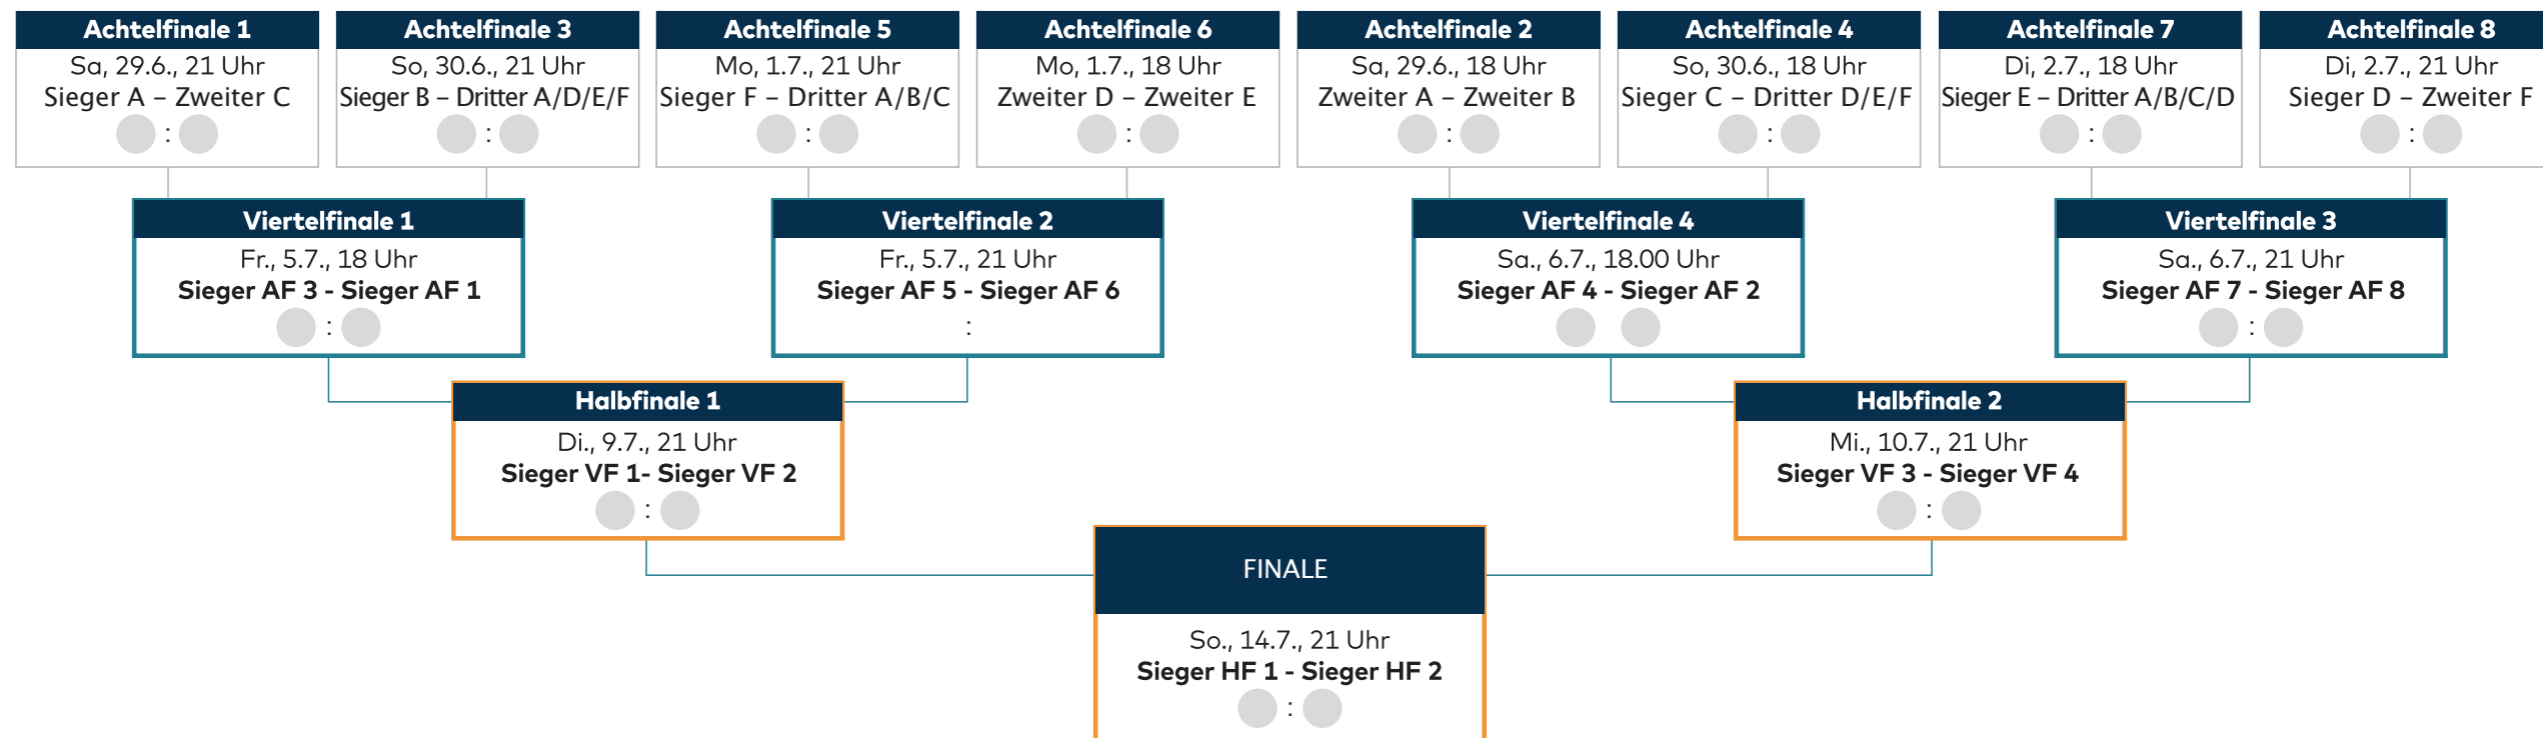 Achtelfinale 1
Sa, 29.6., 21 Uhr
Sieger A – Zweiter C
:
Achtelfinale 3
So, 30.6., 21 Uhr
Sieger B – Dritter A/D/E/F
:
Achtelfinale 5
Mo, 1.7., 21 Uhr
Sieger F – Dritter A/B/C
:
Achtelfinale 6
Mo, 1.7., 18 Uhr
Zweiter D – Zweiter E
:
Achtelfinale 2
Sa, 29.6., 18 Uhr
Zweiter A – Zweiter B
:
Achtelfinale 4
So, 30.6., 18 Uhr
Sieger C – Dritter D/E/F
:
Achtelfinale 7
Di, 2.7., 18 Uhr
Sieger E – Dritter A/B/C/D
:
Achtelfinale 8
Di, 2.7., 21 Uhr
Sieger D – Zweiter F
:
Viertelfinale 1
Fr., 5.7., 18 Uhr
Sieger AF 3 - Sieger AF 1
:
Viertelfinale 2
Fr., 5.7., 21 Uhr
Sieger AF 5 - Sieger AF 6
:
Viertelfinale 4
Sa., 6.7., 18.00 Uhr
Sieger AF 4 - Sieger AF 2
Viertelfinale 3
Sa., 6.7., 21 Uhr
Sieger AF 7 - Sieger AF 8
:
Halbfinale 1
Di., 9.7., 21 Uhr
Sieger VF 1- Sieger VF 2
:
Halbfinale 2
Mi., 10.7., 21 Uhr
Sieger VF 3 - Sieger VF 4
:
FINALE
So., 14.7., 21 Uhr
Sieger HF 1 - Sieger HF 2
: